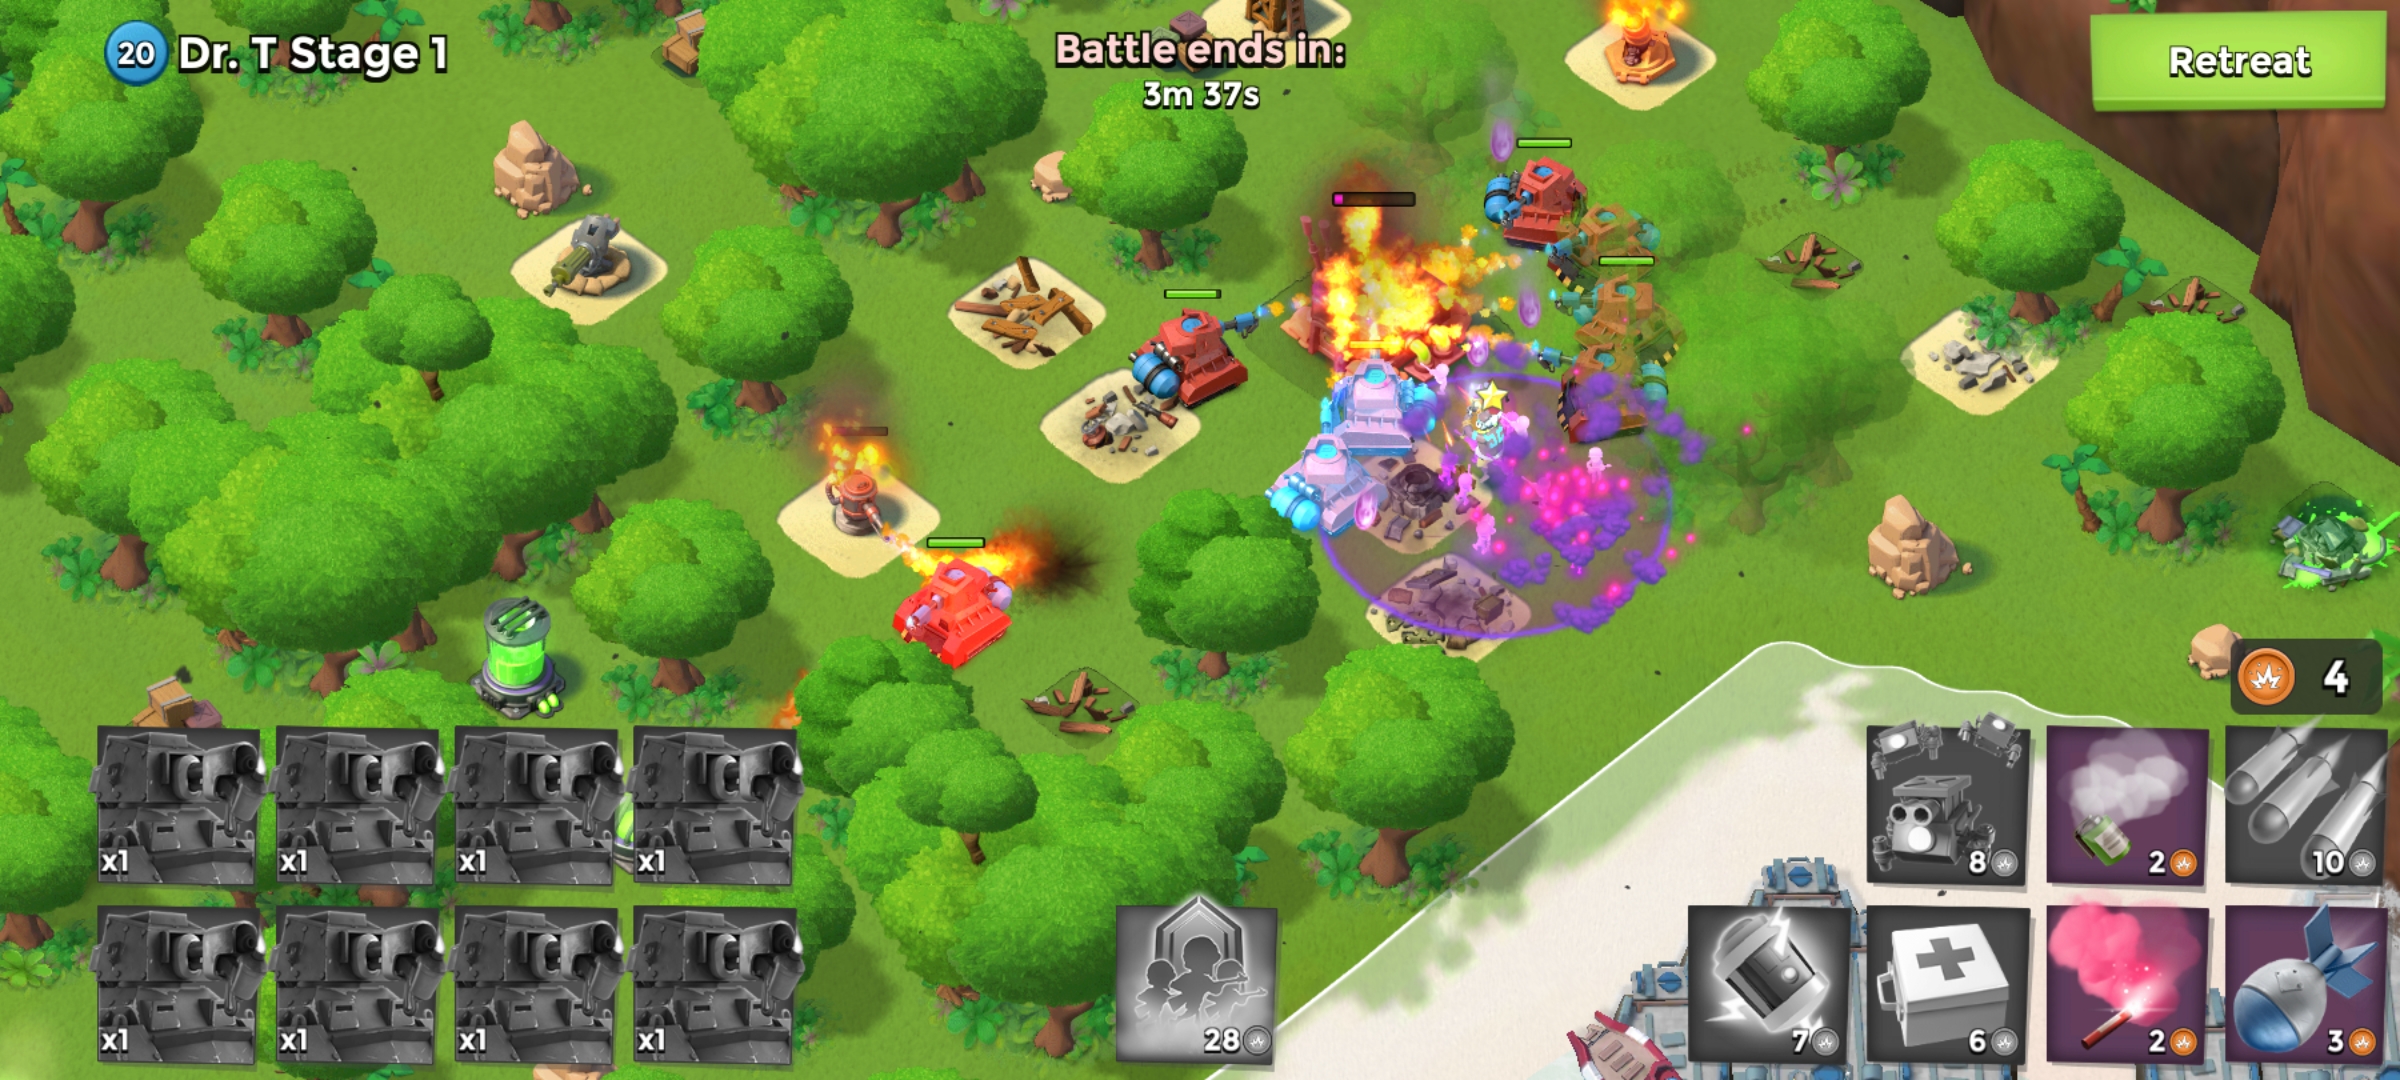 20 Dr. T Stage 1
Battle ends in:
3m 37s
Retreat
4
x1 x1 x1 x1
8 2 10
x1 x1 x1 x1
28 7 6 2 3